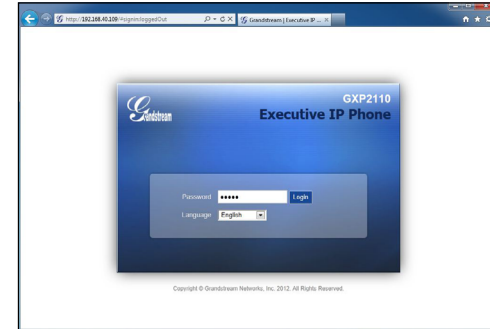 http://192.168.40.109/#signin:loggedOut
Grandstream | Executive IP P...
Grandstream
GXP2110
Executive IP Phone
Password •••••
Login
Language English
Copyright © Grandstream Networks, Inc. 2012. All Rights Reserved.